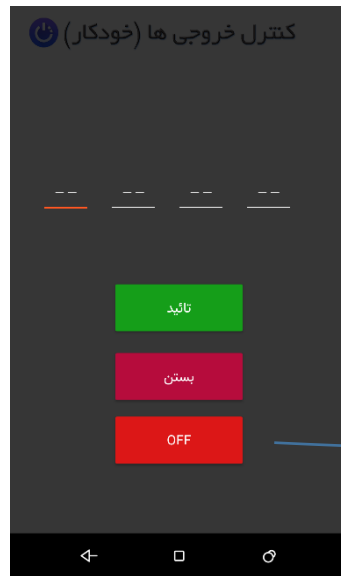 کنترل خروجی ها (خودکار)
-- -- -- --
تائید
بستن
OFF